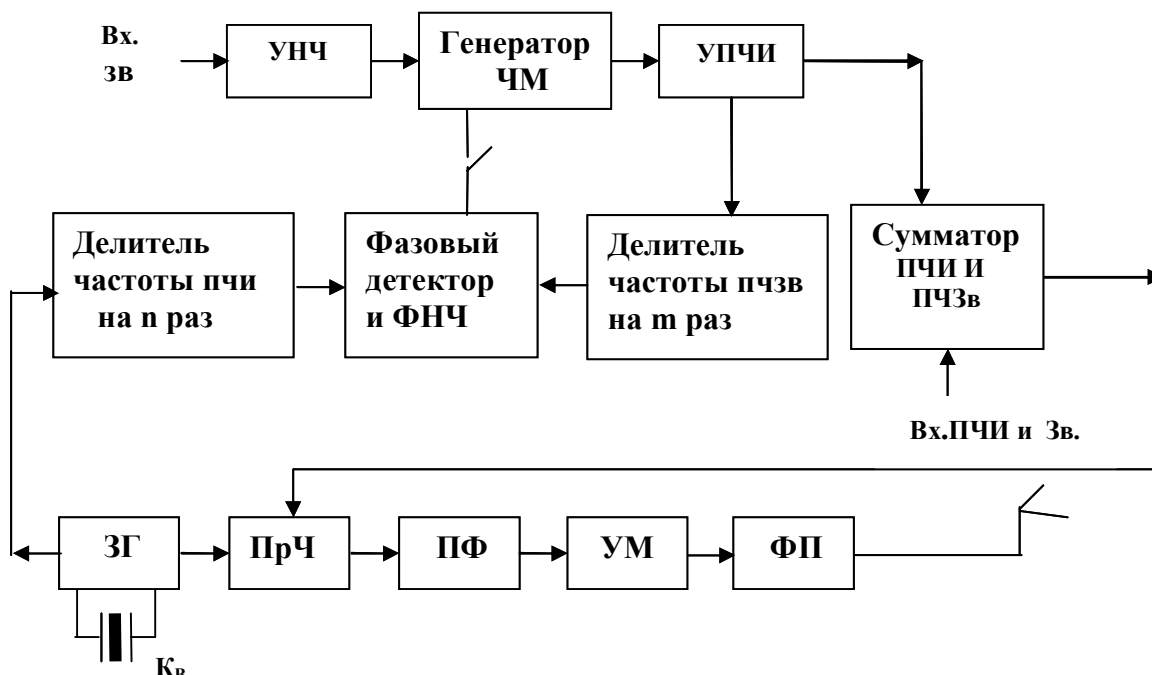 Вх.
зв
УНЧ
Генератор
ЧМ
УПЧИ
Делитель
частоты пчи
на n раз
Фазовый
детектор
и ФНЧ
Делитель
частоты пчзв
на m раз
Сумматор
ПЧИ И
ПЧЗв
Вх.ПЧИ и Зв.
ЗГ
ПрЧ
ПФ
УМ
ФП
Кв